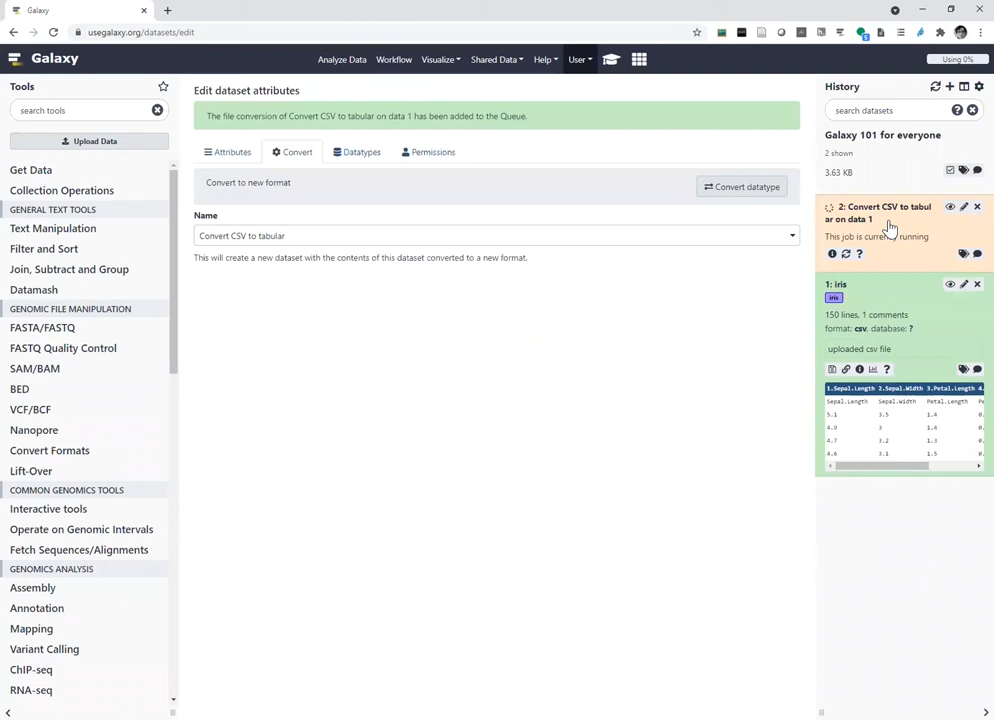 Galaxy
usegalaxy.org/datasets/edit
Galaxy
Analyze Data
Workflow
Visualize
Shared Data
Help
User
Using 0%
Tools
search tools
Upload Data
Get Data
Collection Operations
GENERAL TEXT TOOLS
Text Manipulation
Filter and Sort
Join, Subtract and Group
Datamash
GENOMIC FILE MANIPULATION
FASTA/FASTQ
FASTQ Quality Control
SAM/BAM
BED
VCF/BCF
Nanopore
Convert Formats
Lift-Over
COMMON GENOMICS TOOLS
Interactive tools
Operate on Genomic Intervals
Fetch Sequences/Alignments
GENOMICS ANALYSIS
Assembly
Annotation
Mapping
Variant Calling
ChIP-seq
RNA-seq
Edit dataset attributes
The file conversion of Convert CSV to tabular on data 1 has been added to the Queue.
Attributes
Convert
Datatypes
Permissions
Convert to new format
Convert datatype
Name
Convert CSV to tabular
This will create a new dataset with the contents of this dataset converted to a new format.
History
search datasets
Galaxy 101 for everyone
2 shown
3.63 KB
2: Convert CSV to tabul
ar on data 1
This job is currently running
1: iris
iris
150 lines, 1 comments
format: csv, database: ?
uploaded csv file
1.Sepal.Length 2.Sepal.Width 3.Petal.Length 4.
Sepal.Length Sepal.Width Petal.Length Pe
5.1 3.5 1.4 0.
4.9 3 1.4 0.
4.7 3.2 1.3 0.
4.6 3.1 1.5 0.